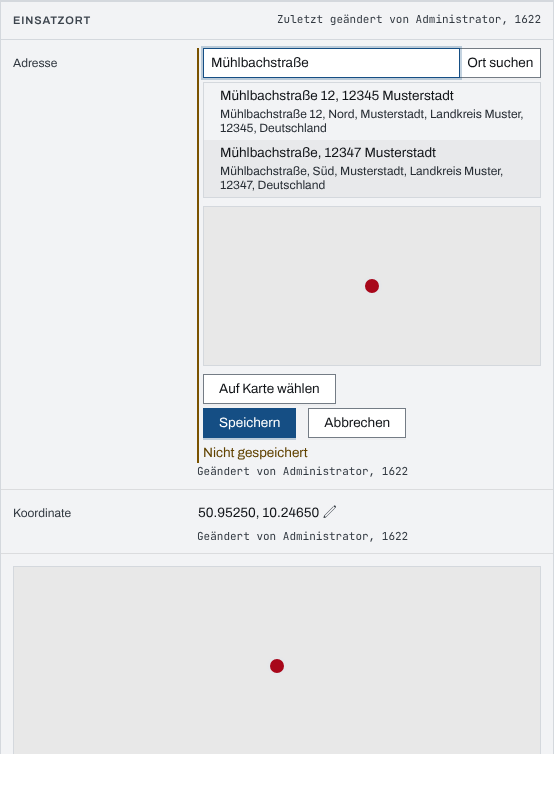 EINSATZORT
Zuletzt geändert von Administrator, 1622
Adresse
Mühlbachstraße
Ort suchen
Mühlbachstraße 12, 12345 Musterstadt
Mühlbachstraße 12, Nord, Musterstadt, Landkreis Muster,
12345, Deutschland
Mühlbachstraße, 12347 Musterstadt
Mühlbachstraße, Süd, Musterstadt, Landkreis Muster,
12347, Deutschland
Auf Karte wählen
Speichern
Abbrechen
Nicht gespeichert
Geändert von Administrator, 1622
Koordinate
50.95250, 10.24650
Geändert von Administrator, 1622